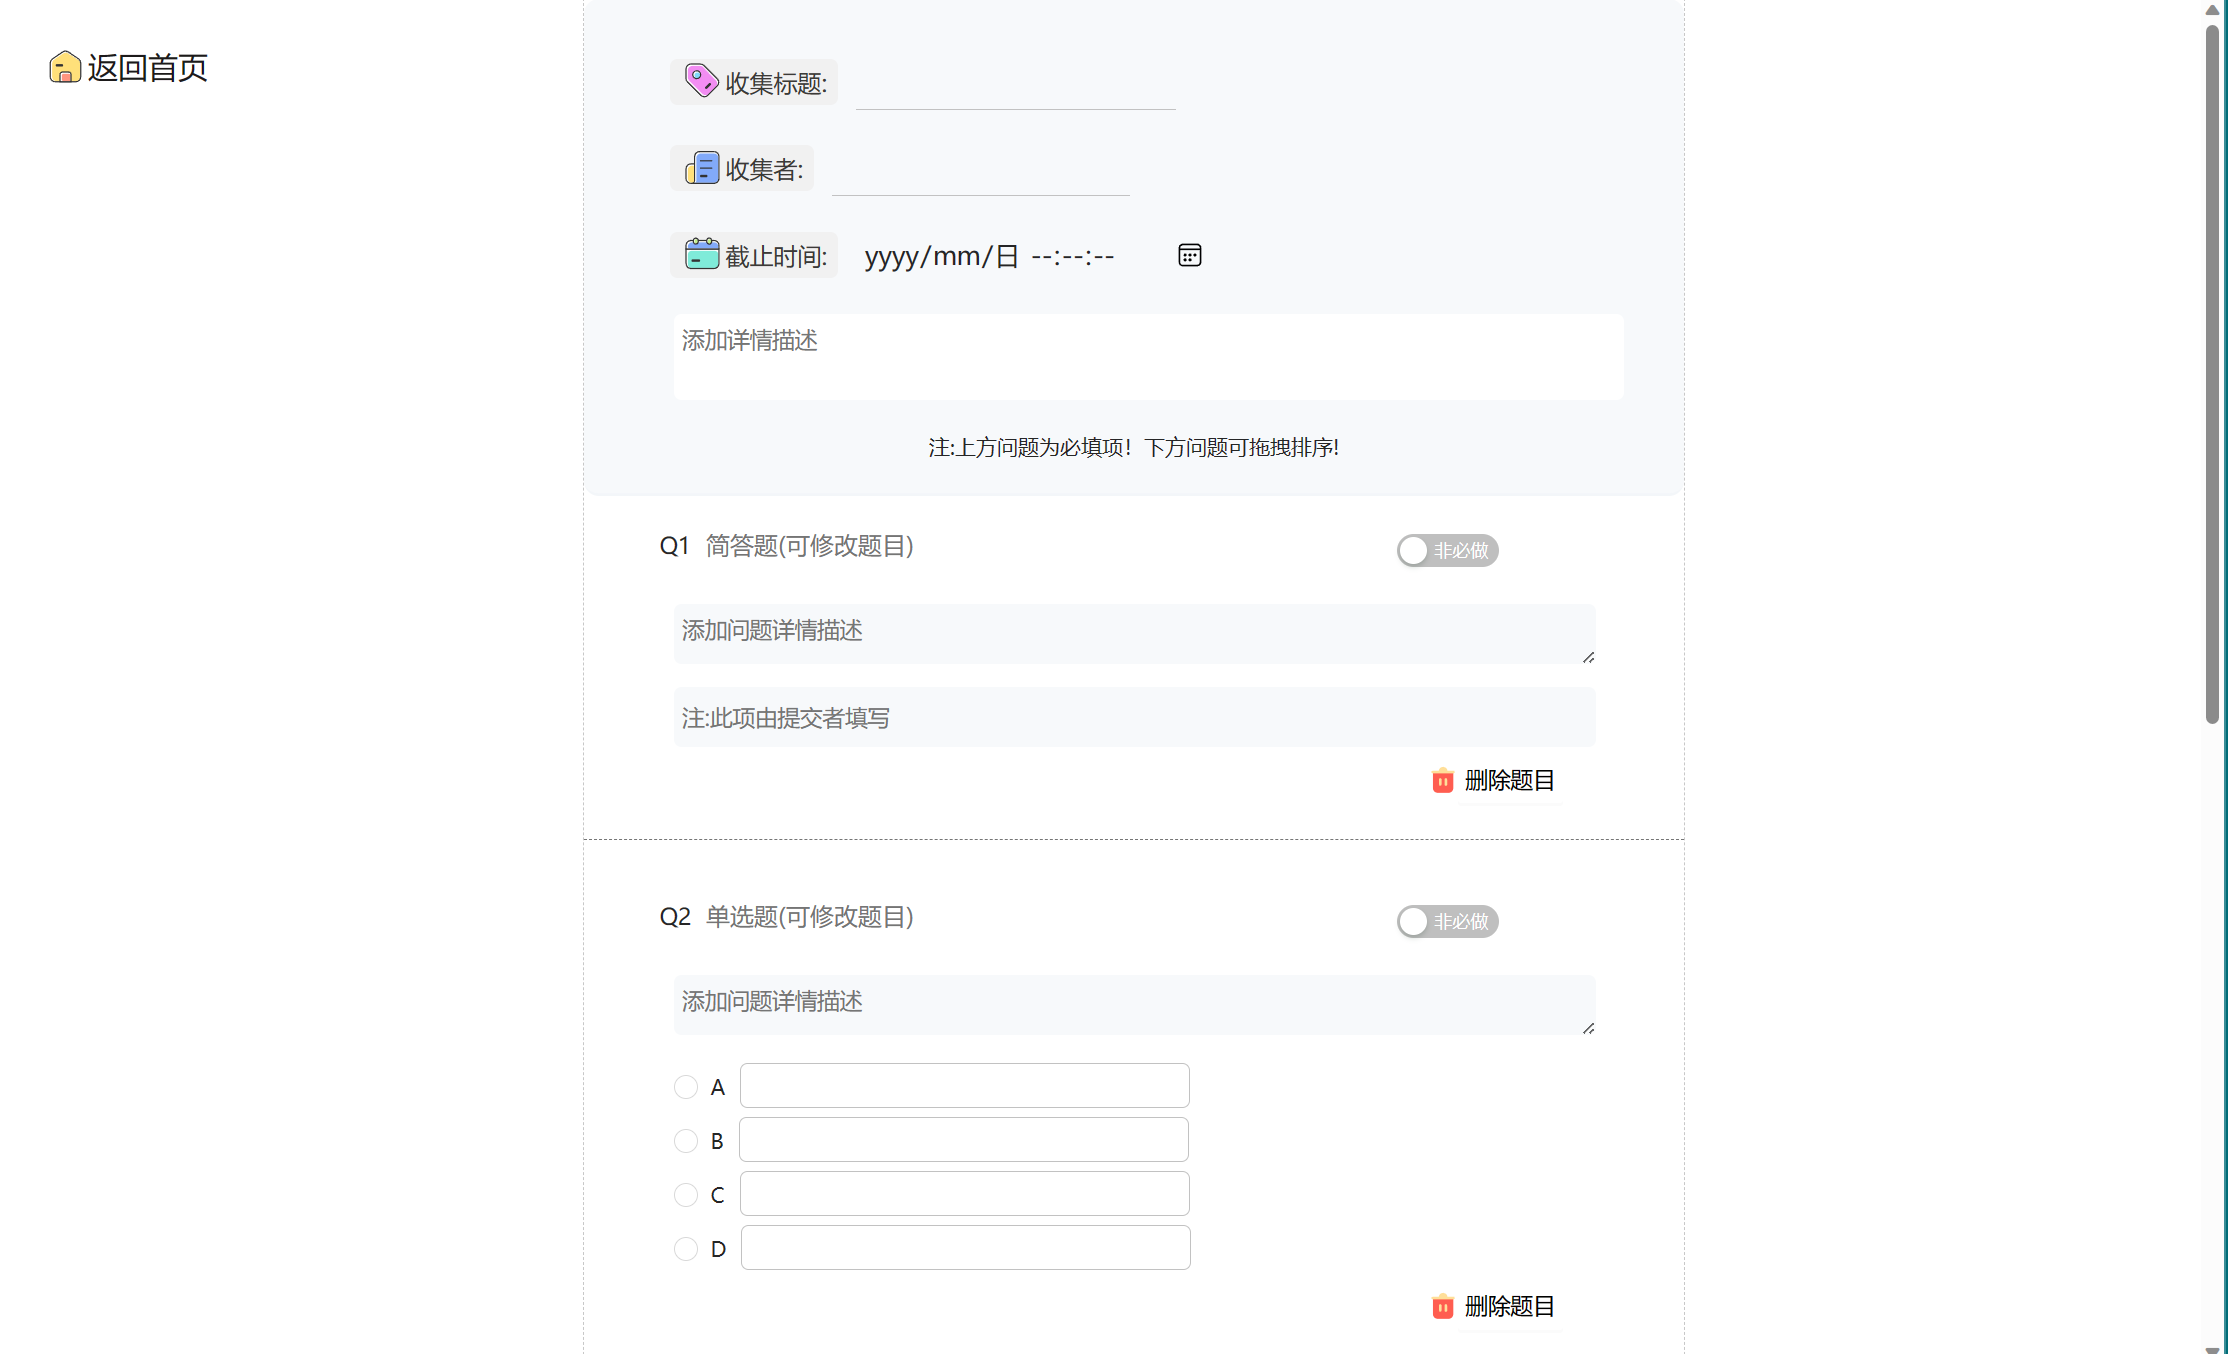 返回首页
收集标题:
收集者:
截止时间: yyyy/mm/日 --:--:--
添加详情描述
注:上方问题为必填项！下方问题可拖拽排序!
Q1 简答题(可修改题目) 非必做
添加问题详情描述
注:此项由提交者填写
删除题目
Q2 单选题(可修改题目) 非必做
添加问题详情描述
A
B
C
D
删除题目